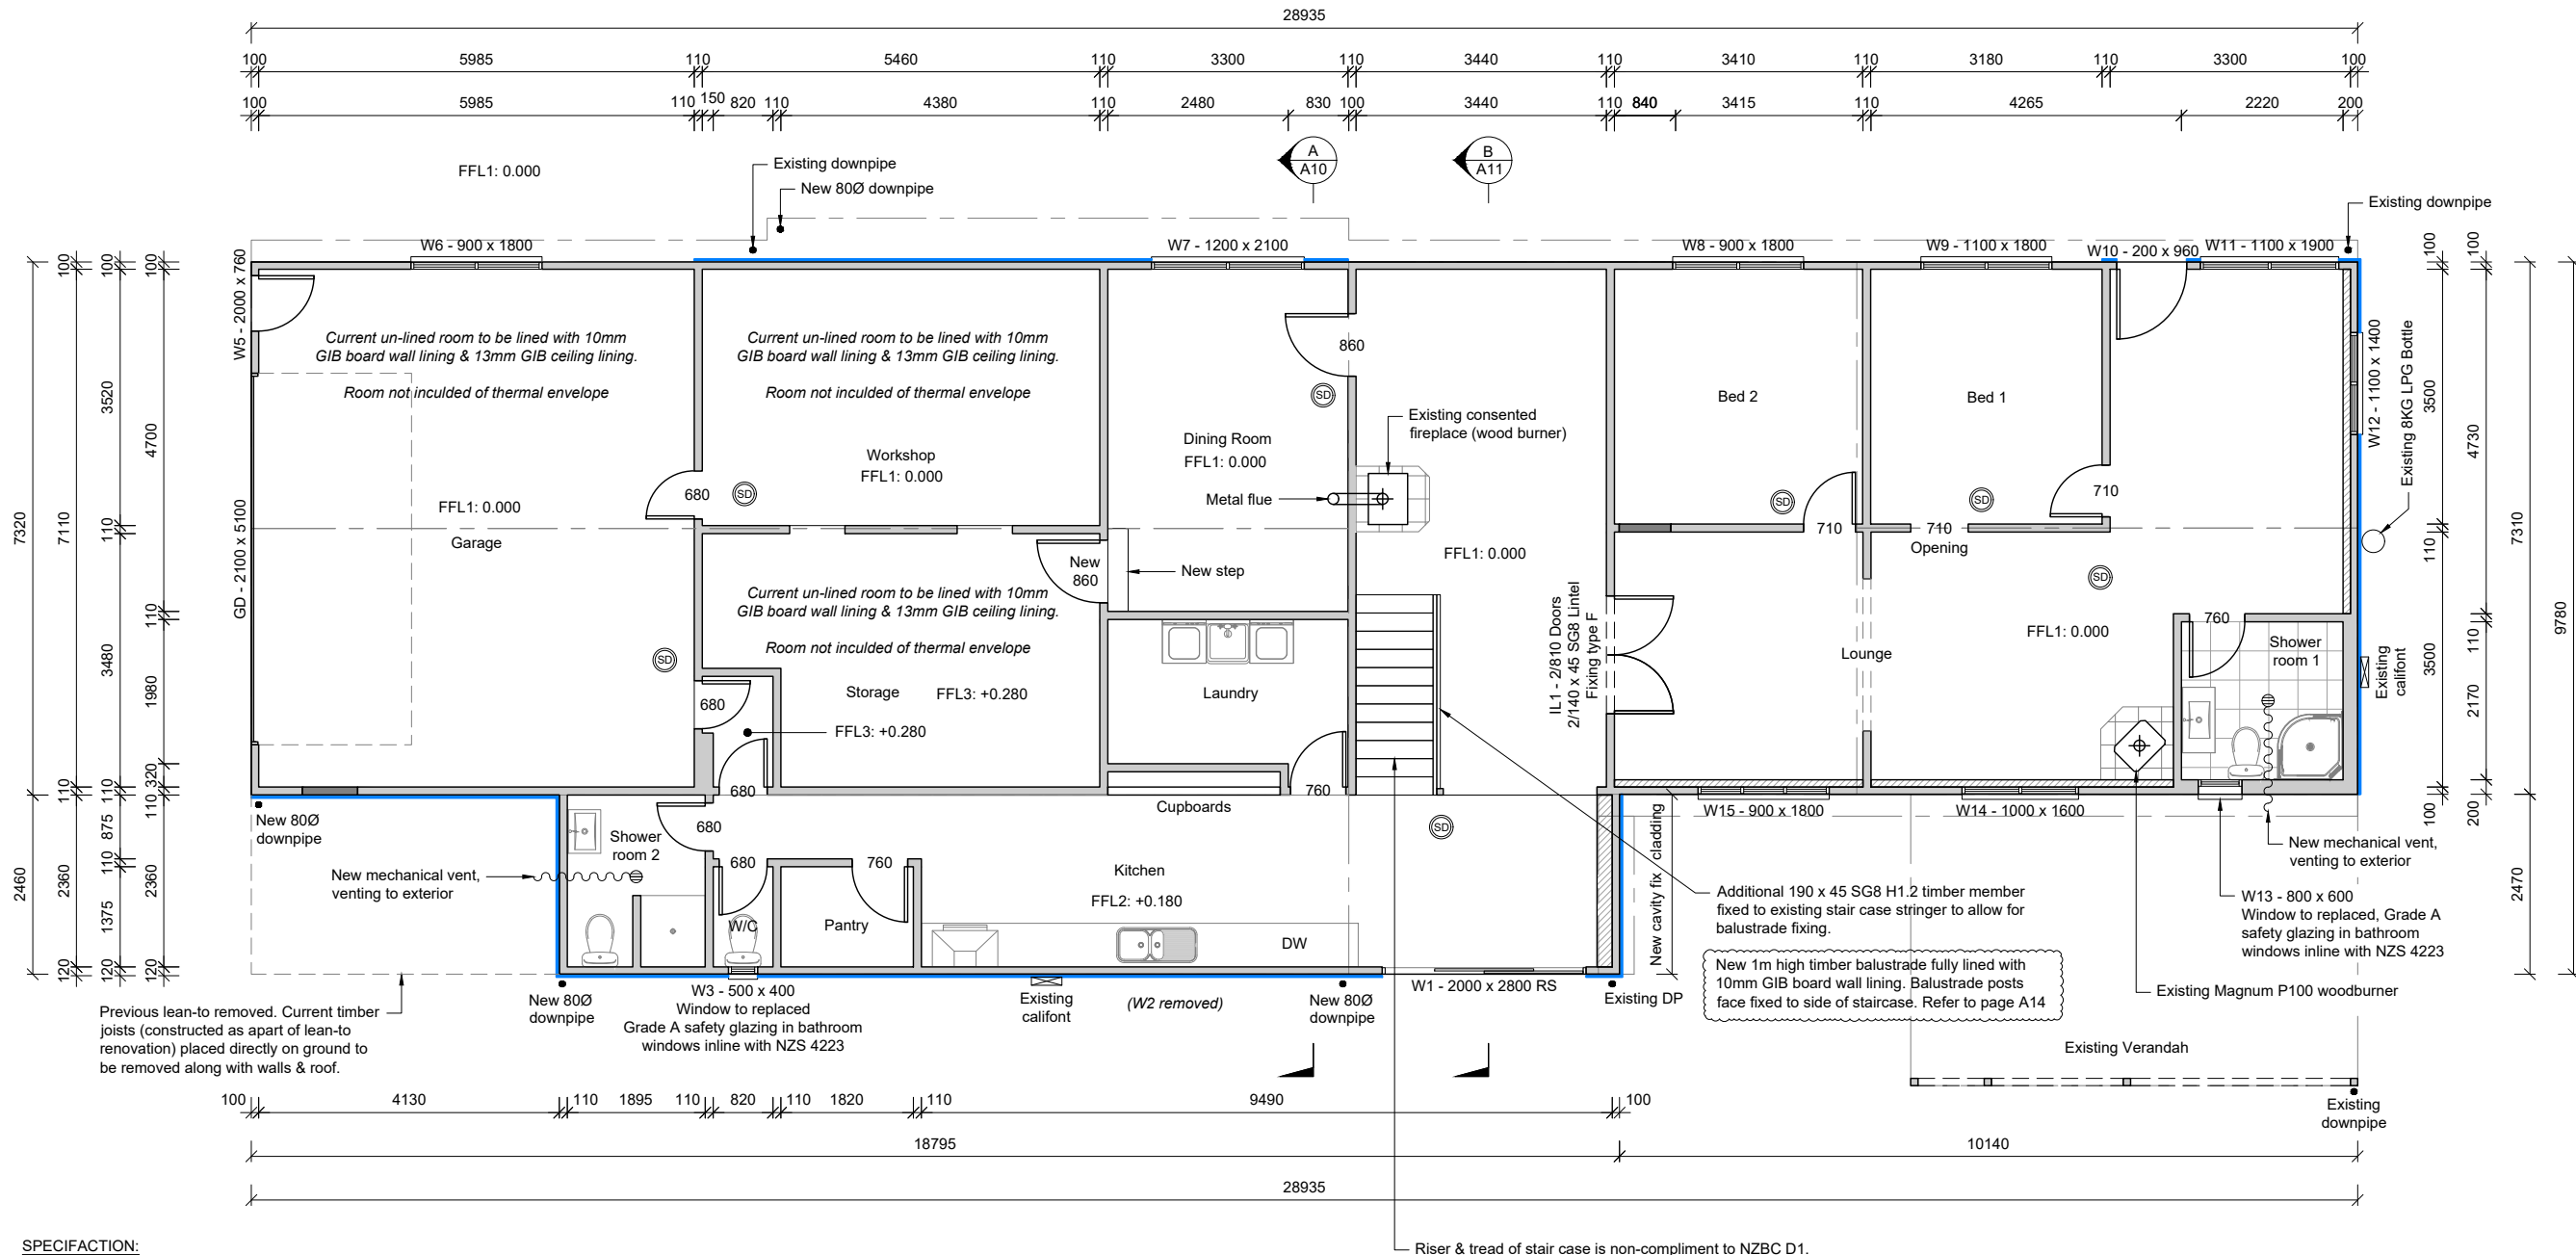 28935
100 5985 110 5460 110 3300 110 3440 110 3410 110 3180 110 3300 100
100 5985 110 150 820 110 4380 110 2480 830 100 3440 110 840 3415 110 4265 2220 200
A
A10
B
A11
FFL1: 0.000
Existing downpipe
New 80Ø downpipe
Existing downpipe
W6 - 900 x 1800
W7 - 1200 x 2100
W8 - 900 x 1800
W9 - 1100 x 1800
W10 - 200 x 960
W11 - 1100 x 1900
W5 - 2000 x 760
GD - 2100 x 5100
7320
2460
100
7110
110
2360
120
100
3520
110
3480
110
875
110
1375
120
100
4700
110
1980
320
110
2360
120
Current un-lined room to be lined with 10mm
GIB board wall lining & 13mm GIB ceiling lining.
Room not inculded of thermal envelope
FFL1: 0.000
Garage
Current un-lined room to be lined with 10mm
GIB board wall lining & 13mm GIB ceiling lining.
Room not inculded of thermal envelope
Workshop
FFL1: 0.000
680
SD
Dining Room
FFL1: 0.000
SD
860
Existing consented
fireplace (wood burner)
Metal flue
FFL1: 0.000
Bed 2
SD
710
Bed 1
SD
710
710
Opening
W12 - 1100 x 1400
Existing 8KG LPG Bottle
100
3500
110
3500
100
100
4730
110
2170
200
7310
2470
9780
New
860
New step
Current un-lined room to be lined with 10mm
GIB board wall lining & 13mm GIB ceiling lining.
Room not inculded of thermal envelope
Storage
FFL3: +0.280
SD
680
FFL3: +0.280
680
Laundry
760
Cupboards
IL1 - 2/810 Doors
2/140 x 45 SG8 Lintel
Fixing type F
Lounge
SD
FFL1: 0.000
760
Shower
room 1
Existing
califont
W15 - 900 x 1800
W14 - 1000 x 1600
New 80Ø
downpipe
Shower
room 2
680
680
760
W/C
Pantry
Kitchen
FFL2: +0.180
DW
SD
New cavity fix cladding
New mechanical vent,
venting to exterior
New mechanical vent,
venting to exterior
Additional 190 x 45 SG8 H1.2 timber member
fixed to existing stair case stringer to allow for
balustrade fixing.
W13 - 800 x 600
Window to replaced, Grade A
safety glazing in bathroom
windows inline with NZS 4223
New 1m high timber balustrade fully lined with
10mm GIB board wall lining. Balustrade posts
face fixed to side of staircase. Refer to page A14
Existing Magnum P100 woodburner
Previous lean-to removed. Current timber
joists (constructed as apart of lean-to
renovation) placed directly on ground to
be removed along with walls & roof.
New 80Ø
downpipe
W3 - 500 x 400
Window to replaced
Grade A safety glazing in bathroom
windows inline with NZS 4223
Existing
califont
(W2 removed)
New 80Ø
downpipe
W1 - 2000 x 2800 RS
Existing DP
Existing Verandah
Existing
downpipe
100 4130 110 1895 110 820 110 1820 110 9490 100
18795 10140
28935
SPECIFACTION:
Riser & tread of stair case is non-compliment to NZBC D1.